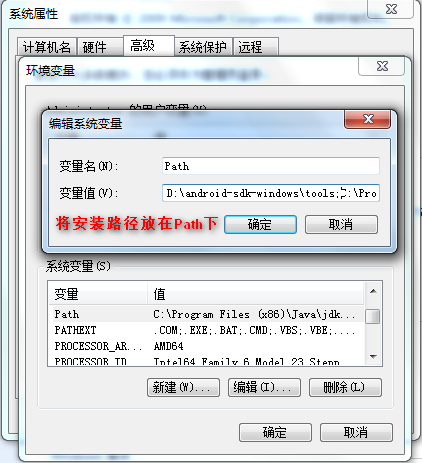 系统属性
计算机名 硬件 高级 系统保护 远程
环境变量
的用户变量(U)
编辑系统变量
变量名(N): Path
变量值(V): D:\android-sdk-windows\tools;C:\Pro
将安装路径放在Path下 确定 取消
系统变量(S)
变量 值
Path C:\Program Files (x86)\Java\jdk...
PATHEXT .COM;.EXE;.BAT;.CMD;.VBS;.VBE;....
PROCESSOR_AR... AMD64
PROCESSOR_ID Intel64 Family 6 Model 23 Stepp
新建(W)... 编辑(I)... 删除(L)
确定 取消